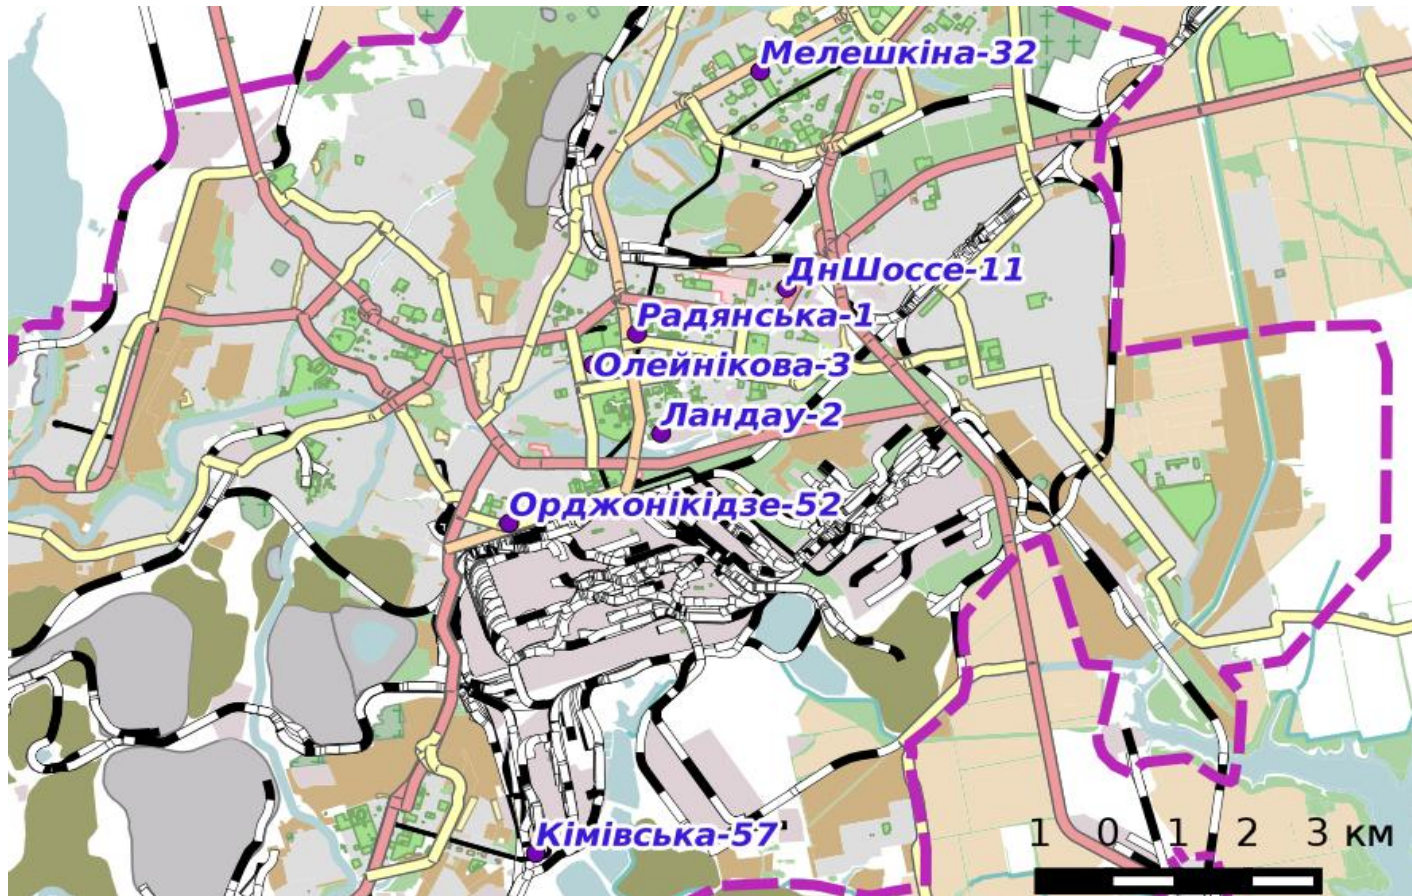 Мелешкіна-32
ДнШоссе-11
Радянська-1
Олейнікова-3
Ландау-2
Орджонікідзе-52
Кімівська-57
1 0 1 2 3 км